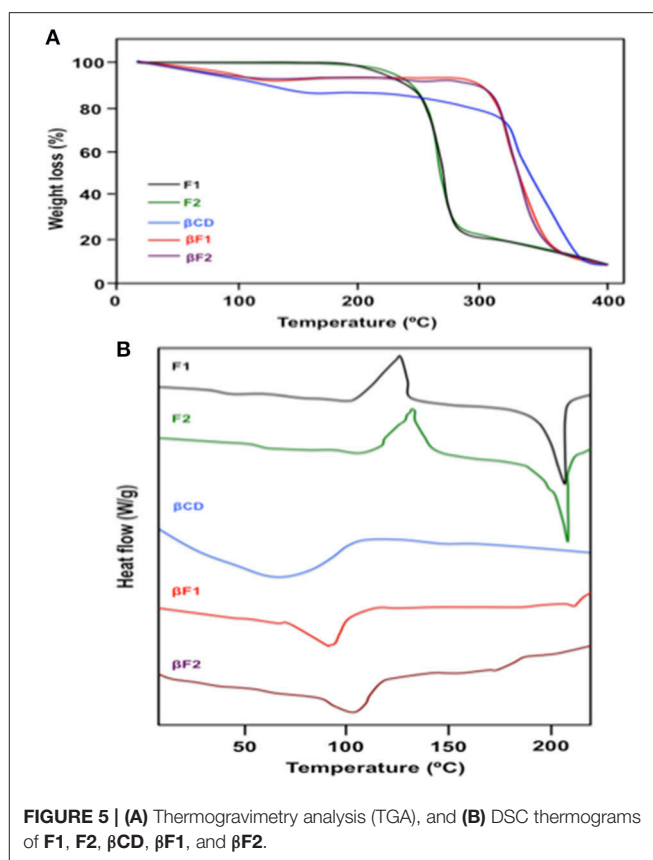 A
100
80
60
40
20
0
Weight loss (%)
F1
F2
βCD
βF1
βF2
0 100 200 300 400
Temperature (ºC)
B
F1
F2
βCD
βF1
βF2
Heat flow (W/g)
50 100 150 200
Temperature (ºC)
FIGURE 5 | (A) Thermogravimetry analysis (TGA), and (B) DSC thermograms
of F1, F2, βCD, βF1, and βF2.